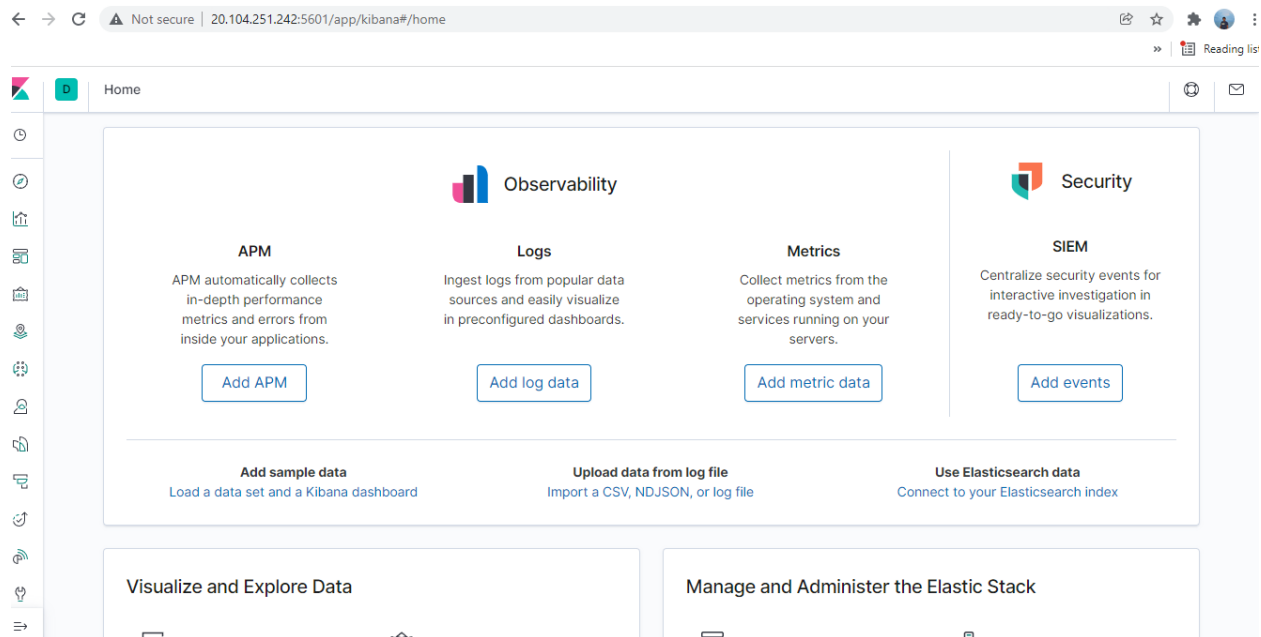 Not secure 20.104.251.242:5601/app/kibana#/home
Reading list
D Home
Observability
Security
APM
APM automatically collects
in-depth performance
metrics and errors from
inside your applications.
Add APM
Logs
Ingest logs from popular data
sources and easily visualize
in preconfigured dashboards.
Add log data
Metrics
Collect metrics from the
operating system and
services running on your
servers.
Add metric data
SIEM
Centralize security events for
interactive investigation in
ready-to-go visualizations.
Add events
Add sample data
Load a data set and a Kibana dashboard
Upload data from log file
Import a CSV, NDJSON, or log file
Use Elasticsearch data
Connect to your Elasticsearch index
Visualize and Explore Data
Manage and Administer the Elastic Stack